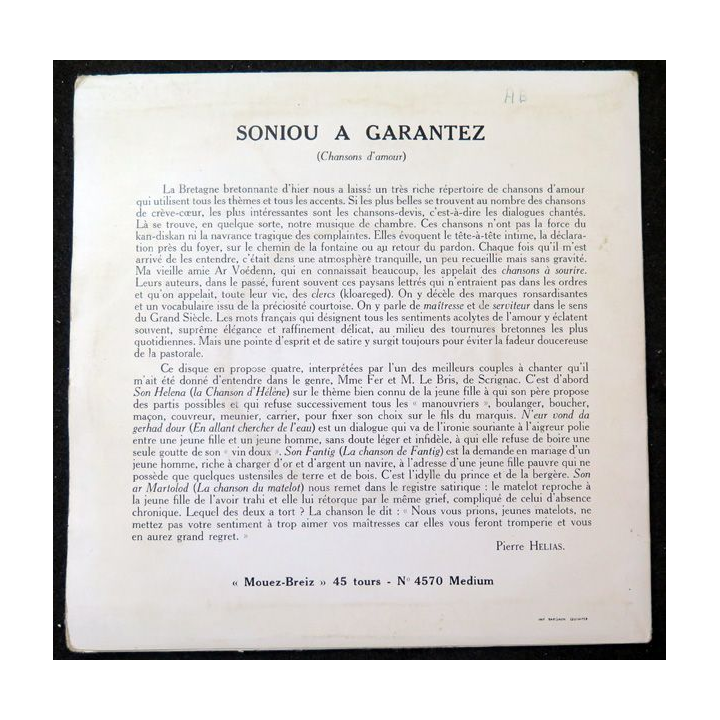 AB
SONIOU A GARANTEZ
(Chansons d'amour)
La Bretagne bretonnante d'hier nous a laissé un très riche répertoire de chansons d'amour
qui utilisent tous les thèmes et tous les accents. Si les plus belles se trouvent au nombre des chansons
de crève-cœur, les plus intéressantes sont les chansons-devis, c'est-à-dire les dialogues chantés.
Là se trouve, en quelque sorte, notre musique de chambre. Ces chansons n'ont pas la force du
kan-diskan ni la navrance tragique des complaintes. Elles évoquent le tête-à-tête intime, la déclara-
tion près du foyer, sur le chemin de la fontaine ou au retour du pardon. Chaque fois qu'il m'est
arrivé de les entendre, c'était dans une atmosphère tranquille, un peu recueillie mais sans gravité.
Ma vieille amie Ar Voédenn, qui en connaissait beaucoup, les appelait des chansons à sourire.
Leurs auteurs, dans le passé, furent souvent ces paysans lettrés qui n'entraient pas dans les ordres
et qu'on appelait, toute leur vie, des clercs (kloareged). On y décèle des marques ronsardisantes
et un vocabulaire issu de la préciosité courtoise. On y parle de maîtresse et de serviteur dans le sens
du Grand Siècle. Les mots français qui désignent tous les sentiments acolytes de l'amour y éclatent
souvent, suprême élégance et raffinement délicat, au milieu des tournures bretonnes les plus
quotidiennes. Mais une pointe d'esprit et de satire y surgit toujours pour éviter la fadeur doucereuse
de la pastorale.
Ce disque en propose quatre, interprétées par l'un des meilleurs couples à chanter qu'il
m'ait été donné d'entendre dans le genre, Mme Fer et M. Le Bris, de Scrignac. C'est d'abord
Son Helena (la Chanson d'Hélène) sur le thème bien connu de la jeune fille à qui son père propose
des partis possibles et qui refuse successivement tous les « manouvriers », boulanger, boucher,
maçon, couvreur, meunier, carrier, pour fixer son choix sur le fils du marquis. N'eur vond da
gerhad dour (En allant chercher de l'eau) est un dialogue qui va de l'ironie souriante à l'aigreur polie
entre une jeune fille et un jeune homme, sans doute léger et infidèle, à qui elle refuse de boire une
seule goutte de son « vin doux ». Son Fantig (La chanson de Fantig) est la demande en mariage d'un
jeune homme, riche à charger d'or et d'argent un navire, à l'adresse d'une jeune fille pauvre qui ne
possède que quelques ustensiles de terre et de bois. C'est l'idylle du prince et de la bergère. Son
ar Martolod (La chanson du matelot) nous remet dans le registre satirique : le matelot reproche à
la jeune fille de l'avoir trahi et elle lui rétorque par le même grief, compliqué de celui d'absence
chronique. Lequel des deux a tort ? La chanson le dit : « Nous vous prions, jeunes matelots, ne
mettez pas votre sentiment à trop aimer vos maîtresses car elles vous feront tromperie et vous
en aurez grand regret. »
Pierre HELIAS.
« Mouez-Breiz » 45 tours - N° 4570 Medium